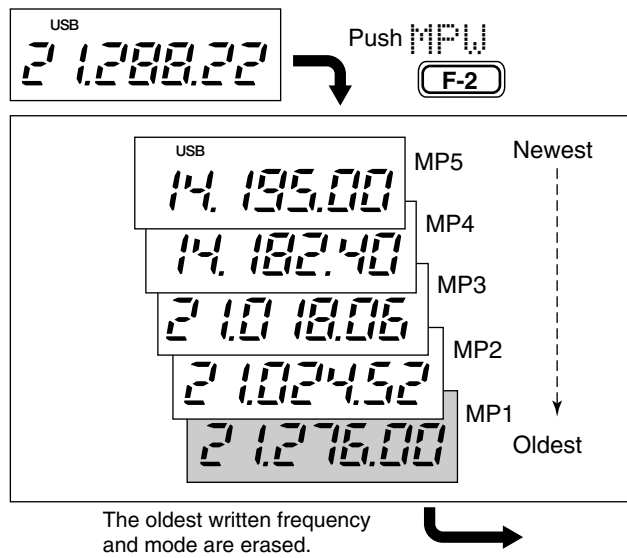 USB
21.288.22
Push MPW
F-2
USB
14.195.00
MP5
Newest
14.182.40
MP4
21.018.06
MP3
21.024.52
MP2
21.276.00
MP1
Oldest
The oldest written frequency
and mode are erased.